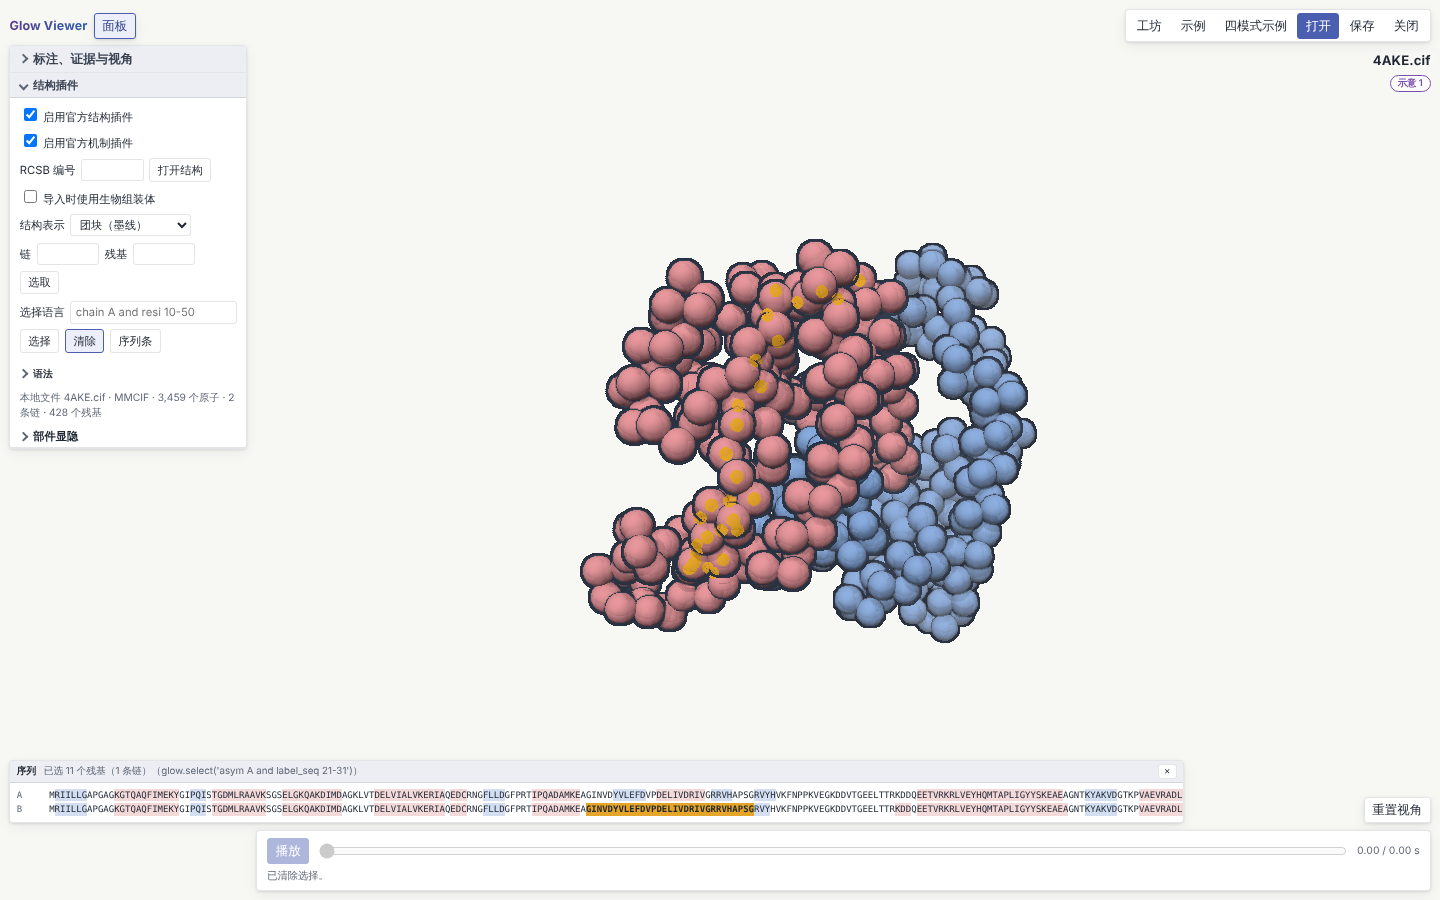 Glow Viewer 面板
工坊 示例 四模式示例 打开 保存 关闭
4AKE.cif
示意 1
标注、证据与视角
结构插件
启用官方结构插件
启用官方机制插件
RCSB 编号 打开结构
导入时使用生物组装体
结构表示 团块（墨线）
链 残基
选取
选择语言 chain A and resi 10-50
选择 清除 序列条
语法
本地文件 4AKE.cif · MMCIF · 3,459 个原子 · 2
条链 · 428 个残基
部件显隐
序列 已选 11 个残基（1 条链）（glow.select('asym A and label_seq 21-31')） ×
A MRIILLGAPGAGKGTQAQFIMEKYGIPQISTGDMLRAAVKSGSELGKQAKDIMDAGKLVTDELVIALVKERIAQEDCRNGFLLDGFPRTIPQADAMKEAGINVDYVLEFDVPDELIVDRIVGRRVHAPSGRVYHVKFNPPKVEGKDDVTGEELTTRKDDQEETVRKRLVEYHQMTAPLIGYYSKEAEAGNTKYAKVDGTKPVAEVRADL
B MRIILLGAPGAGKGTQAQFIMEKYGIPQISTGDMLRAAVKSGSELGKQAKDIMDAGKLVTDELVIALVKERIAQEDCRNGFLLDGFPRTIPQADAMKEAGINVDYVLEFDVPDELIVDRIVGRRVHAPSGRVYHVKFNPPKVEGKDDVTGEELTTRKDDQEETVRKRLVEYHQMTAPLIGYYSKEAEAGNTKYAKVDGTKPVAEVRADL
重置视角
播放 0.00 / 0.00 s
已清除选择。